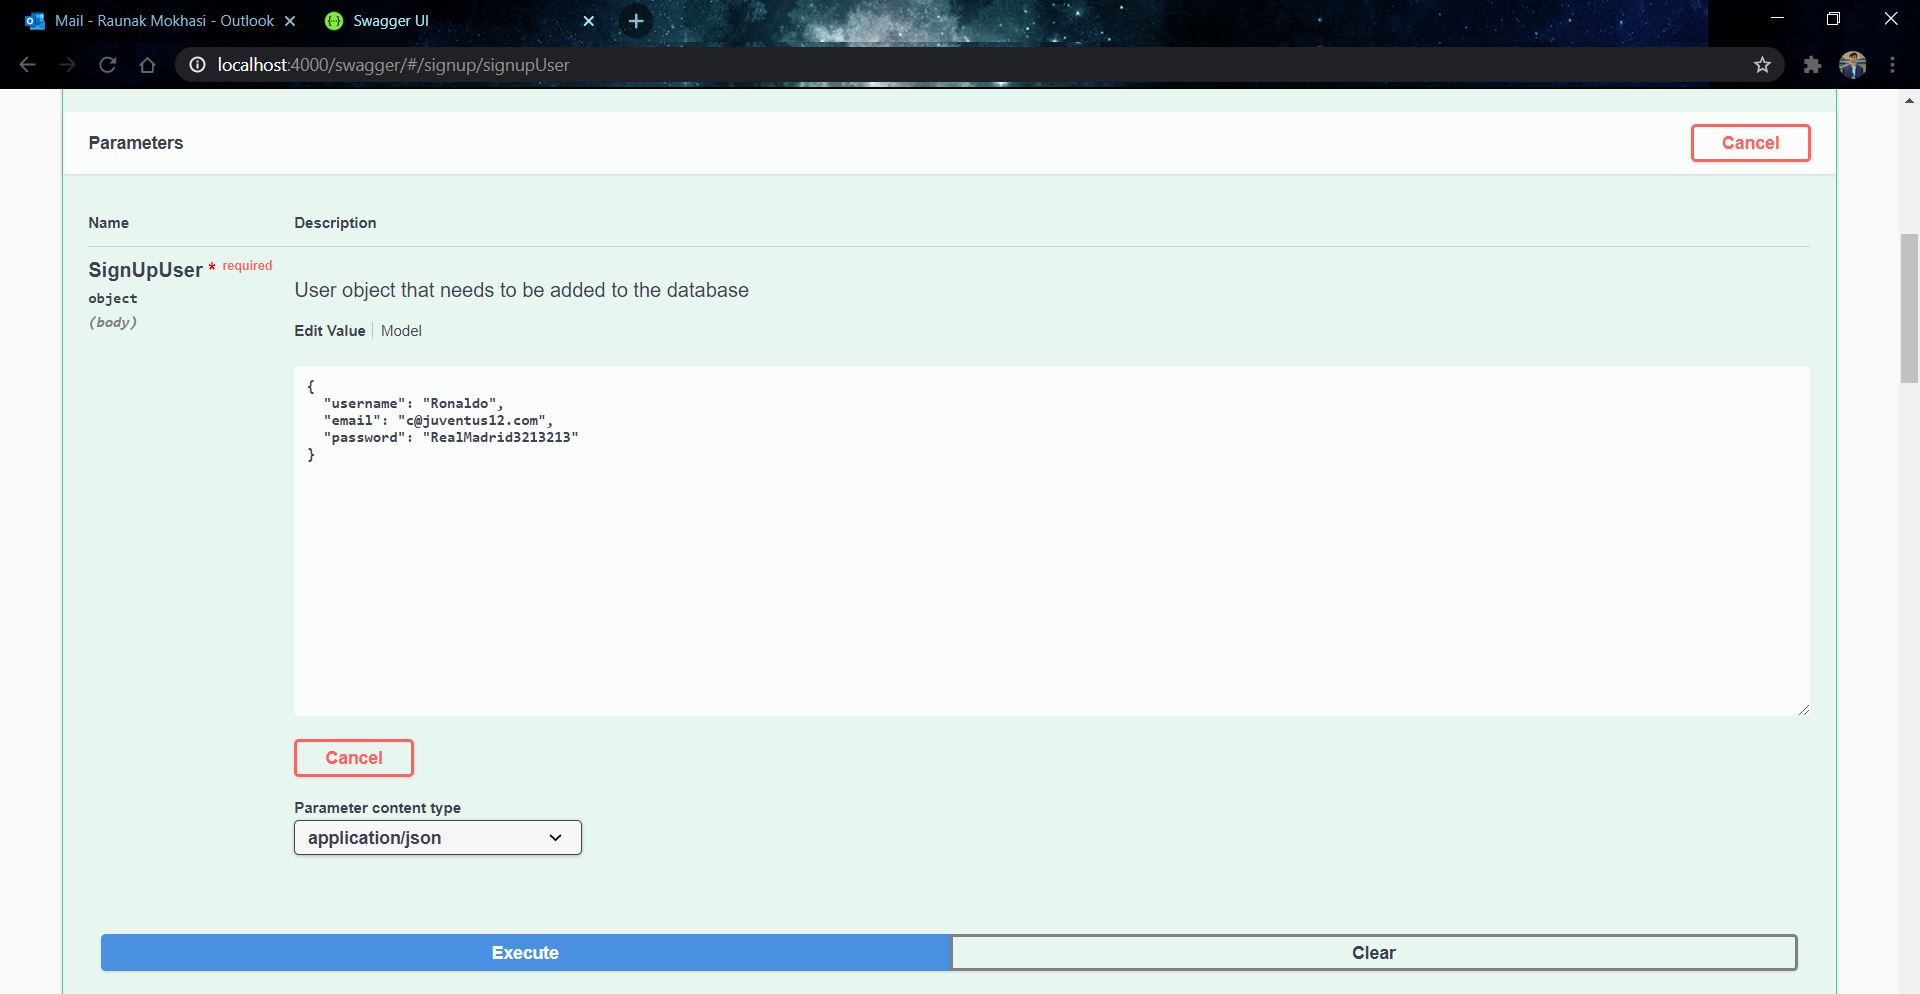 Mail - Raunak Mokhasi - Outlook
Swagger UI
localhost:4000/swagger/#/signup/signupUser
Parameters
Cancel
Name
Description
SignUpUser * required
object
(body)
User object that needs to be added to the database
Edit Value | Model
{
"username": "Ronaldo",
"email": "c@juventus12.com",
"password": "RealMadrid3213213"
}
Cancel
Parameter content type
application/json
Execute
Clear